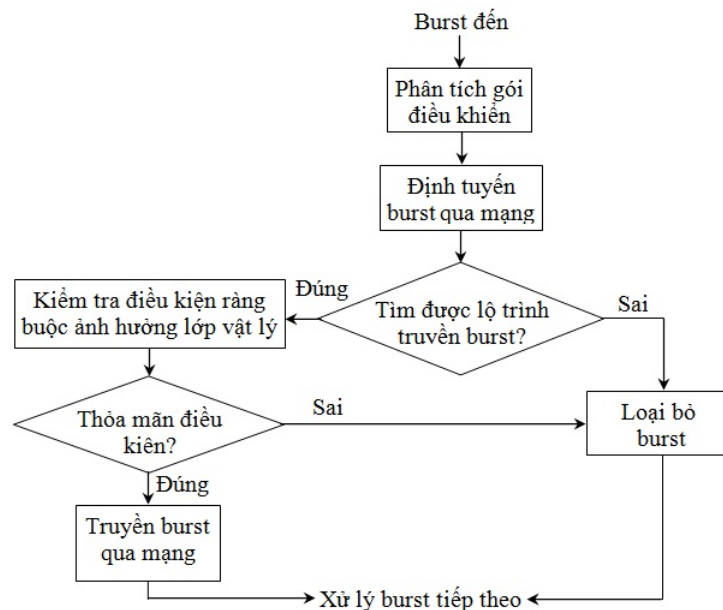 Burst đến
Phân tích gói
điều khiển
Định tuyến
burst qua mạng
Đúng
Kiểm tra điều kiện ràng
buộc ảnh hưởng lớp vật lý
Tìm được lộ trình
truyền burst?
Sai
Thỏa mãn điều
kiên?
Sai
Loại bỏ
burst
Đúng
Truyền burst
qua mạng
Xử lý burst tiếp theo